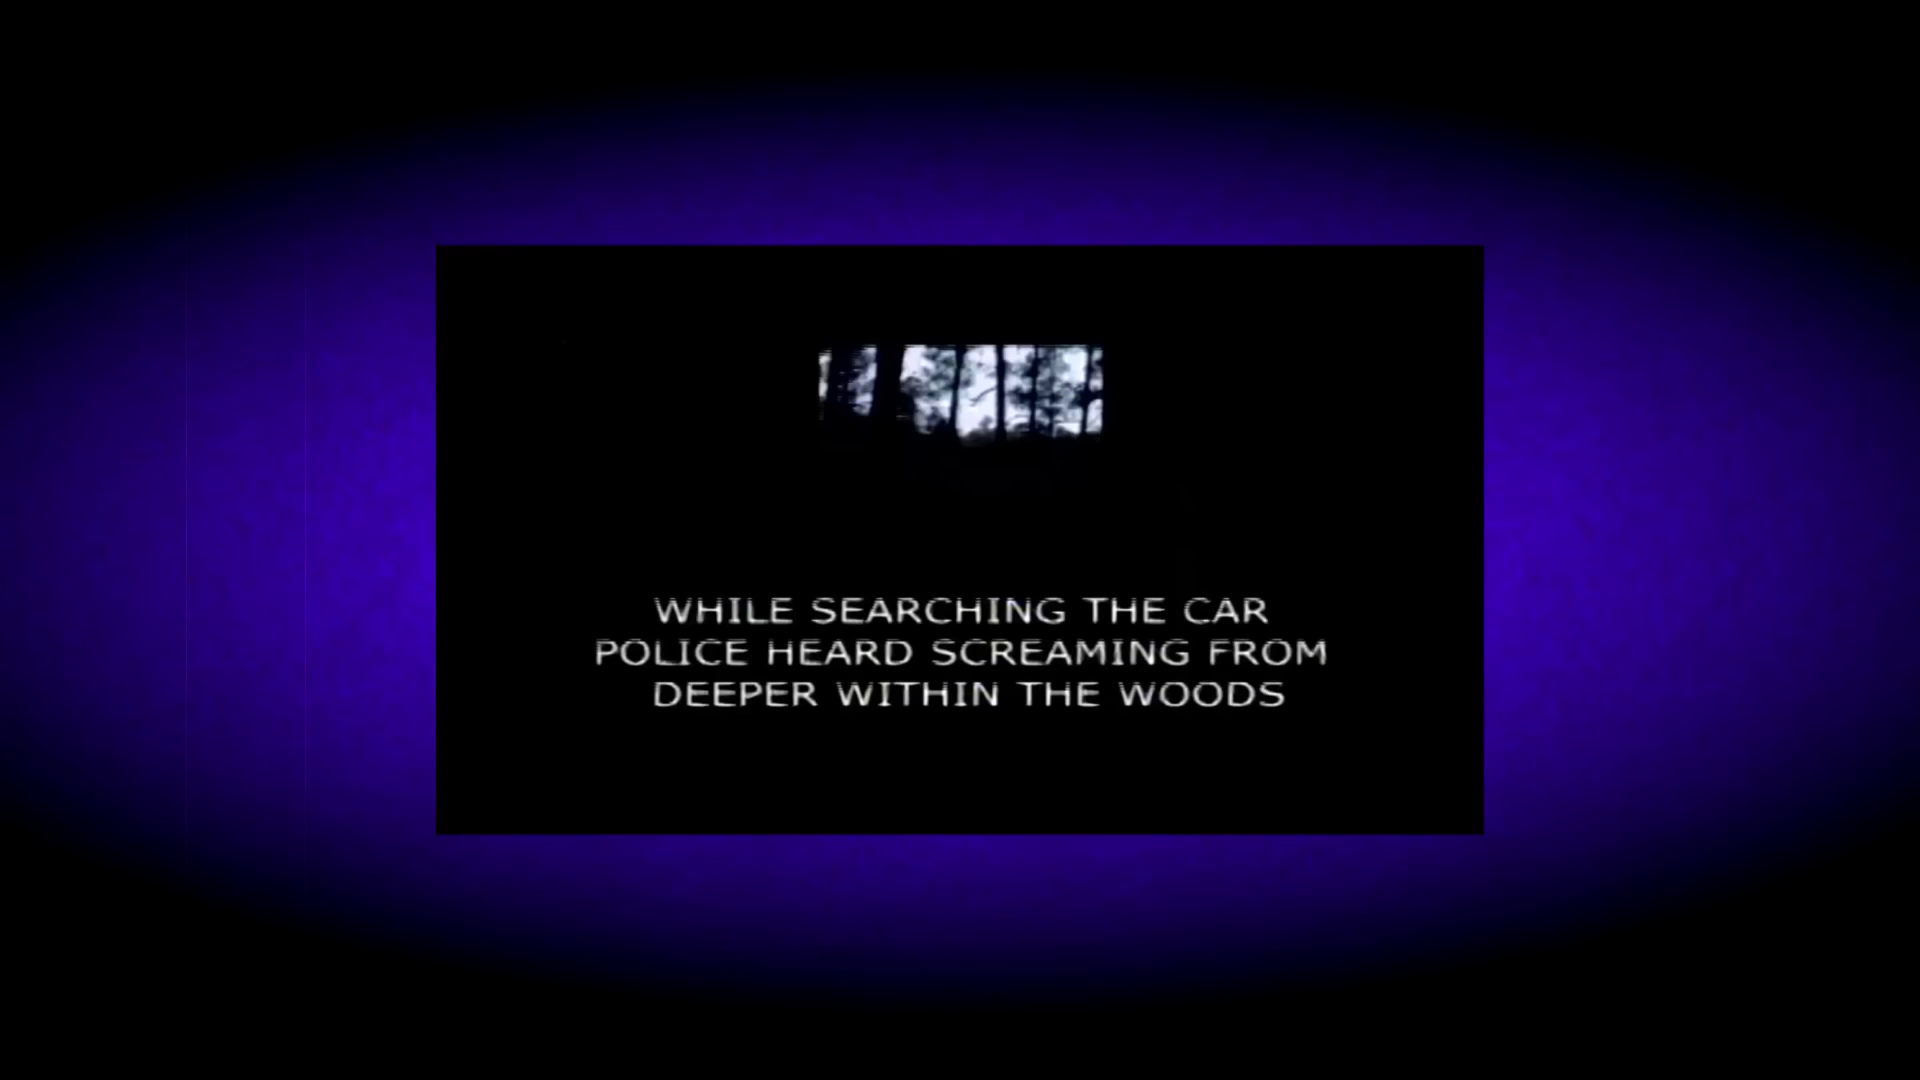 WHILE SEARCHING THE CAR
POLICE HEARD SCREAMING FROM
DEEPER WITHIN THE WOODS